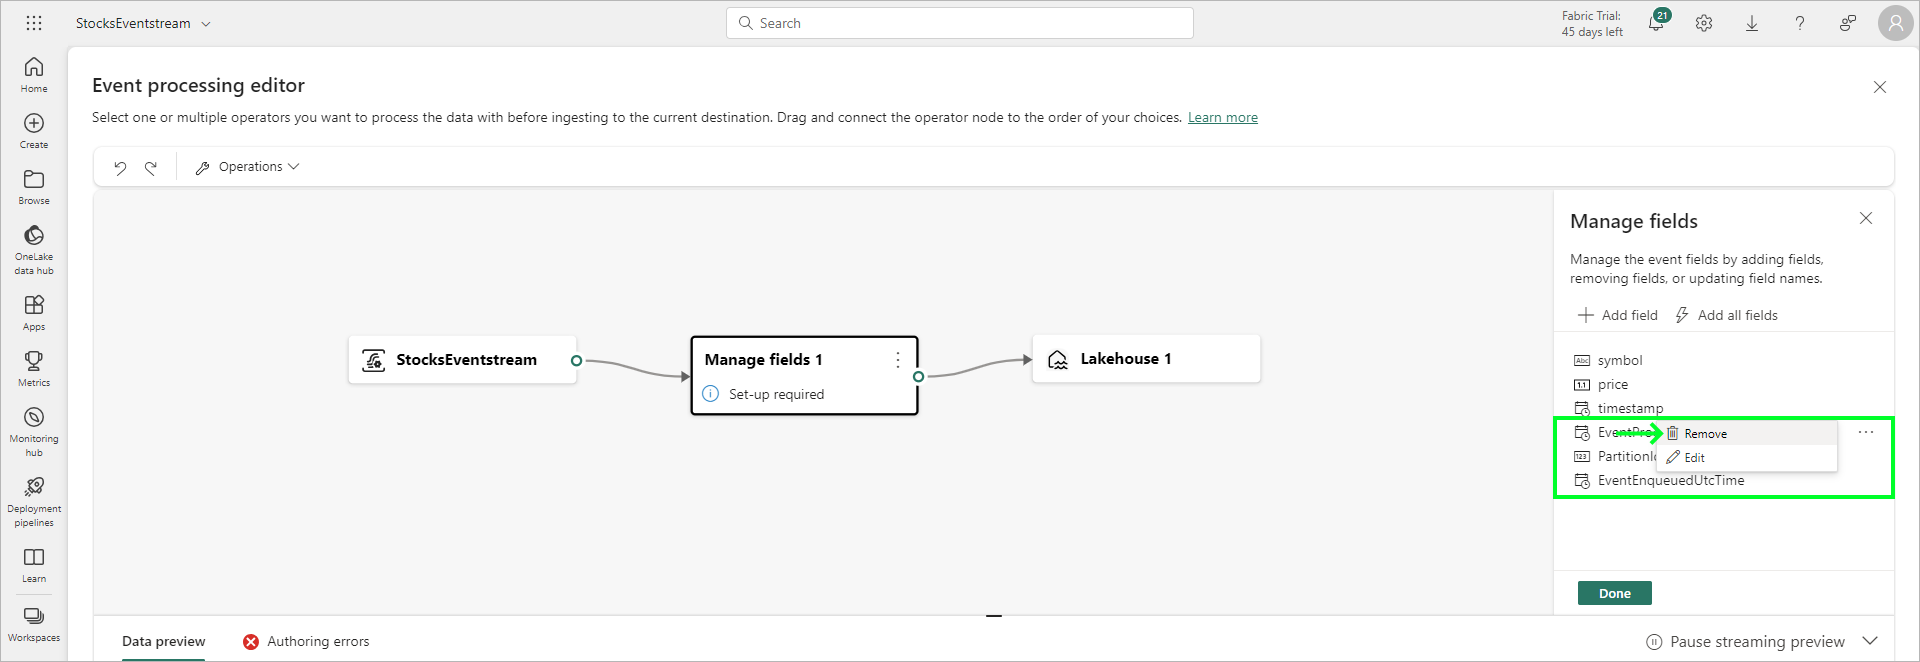 StocksEventstream
Search
Fabric Trial:
45 days left
21
Home
Create
Browse
OneLake
data hub
Apps
Metrics
Monitoring
hub
Deployment
pipelines
Learn
Workspaces
Event processing editor
Select one or multiple operators you want to process the data with before ingesting to the current destination. Drag and connect the operator node to the order of your choices. Learn more
Operations
StocksEventstream
Manage fields 1
Set-up required
Lakehouse 1
Manage fields
Manage the event fields by adding fields,
removing fields, or updating field names.
Add field
Add all fields
Abc symbol
1.1 price
timestamp
Remove
123
Edit
EventEnqueuedUtcTime
Done
Data preview
Authoring errors
Pause streaming preview